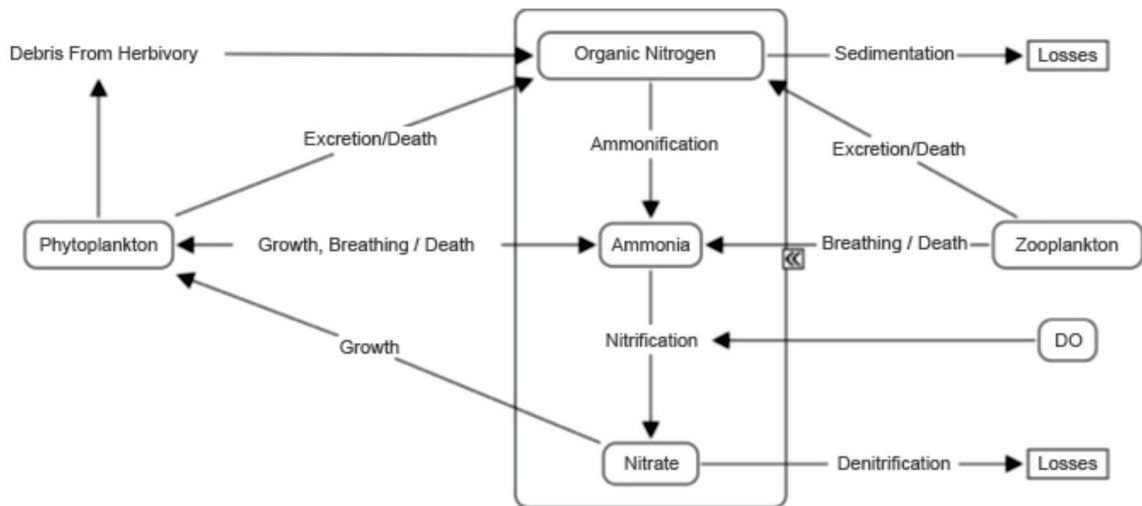 Debris From Herbivory
Organic Nitrogen
Sedimentation
Losses
Excretion/Death
Ammonification
Excretion/Death
Phytoplankton
Growth, Breathing / Death
Ammonia
Breathing / Death
Zooplankton
Growth
Nitrification
DO
Nitrate
Denitrification
Losses